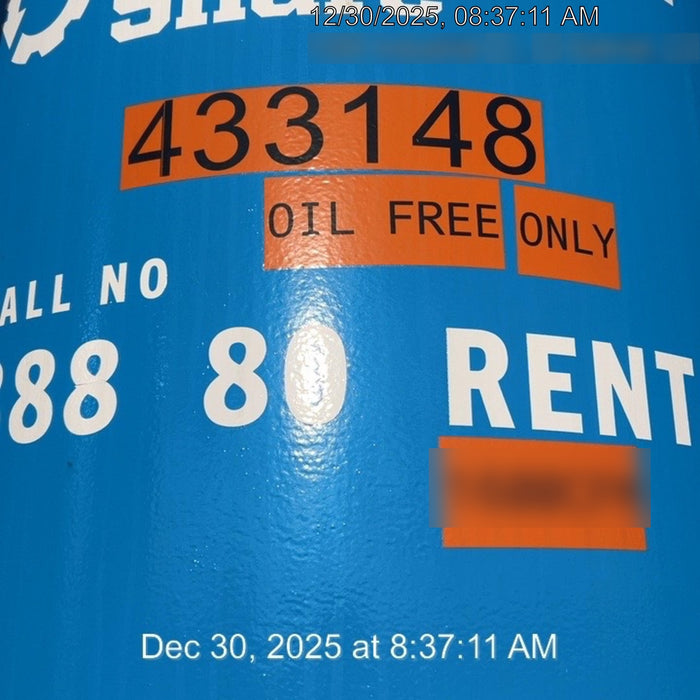 12/30/2025, 08:37:11 AM
433148
OIL FREE ONLY
ALL NO
888 80 RENT
Dec 30, 2025 at 8:37:11 AM